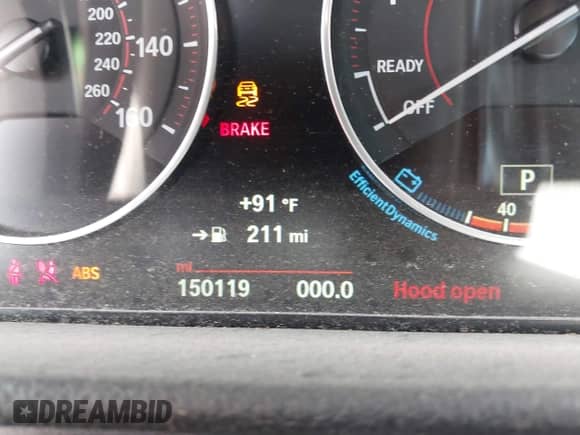 200
220
240
260
140
160
BRAKE
READY
OFF
P
40
EfficientDynamics
+91 °F
211 mi
ABS
mi
150119 000.0 Hood open
DREAMBID